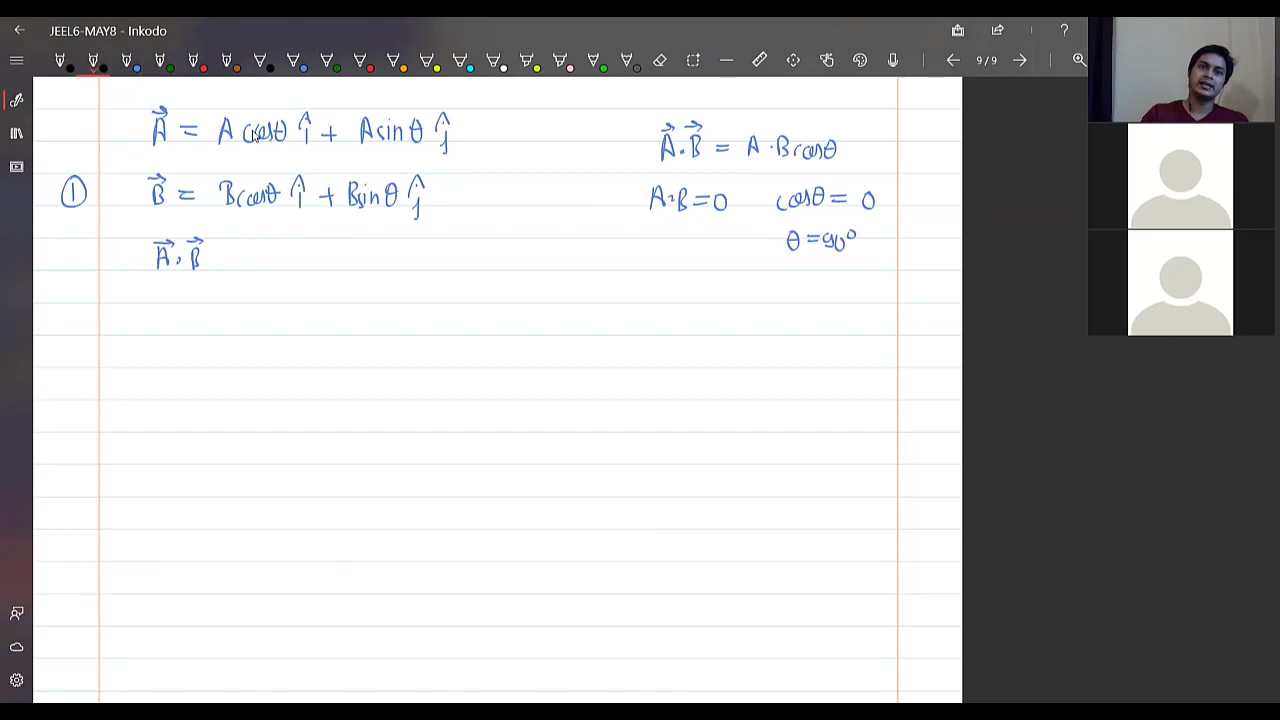 JEEL6-MAY8 - Inkodo
9/9
?
A⃗ = A cosθ î + A sinθ ĵ
① B⃗ = B cosθ î + B sinθ ĵ
A⃗ . B⃗
A⃗ . B⃗ = A · B cosθ
A·B = 0 cosθ = 0
θ = 90°